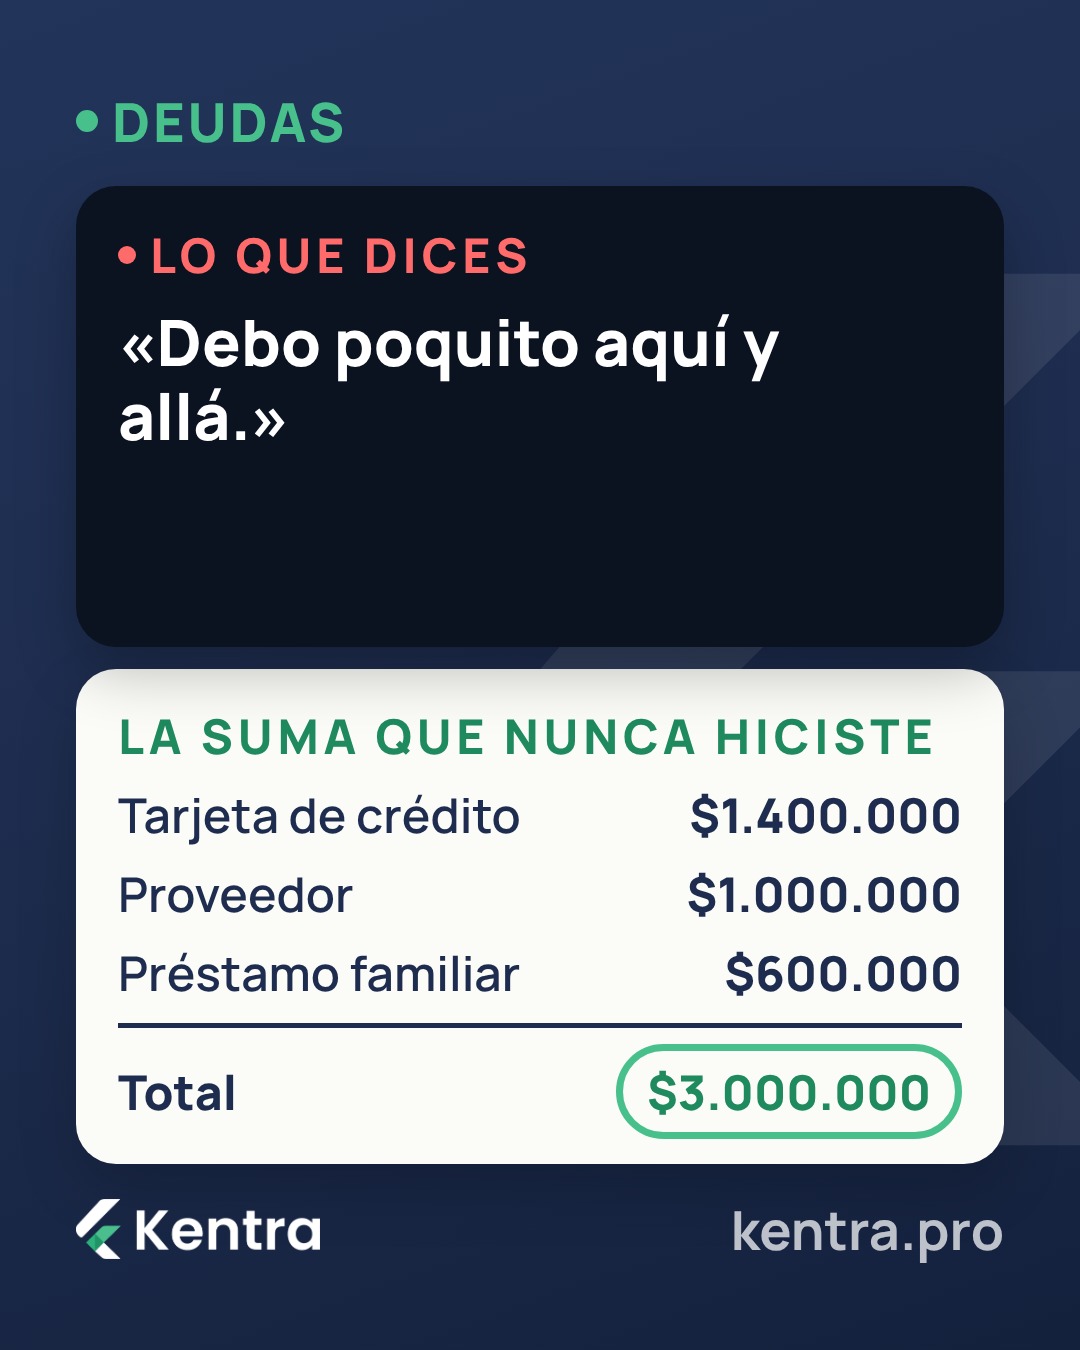 DEUDAS
LO QUE DICES
«Debo poquito aquí y
allá.»
LA SUMA QUE NUNCA HICISTE
Tarjeta de crédito $1.400.000
Proveedor $1.000.000
Préstamo familiar $600.000
Total $3.000.000
Kentra kentra.pro